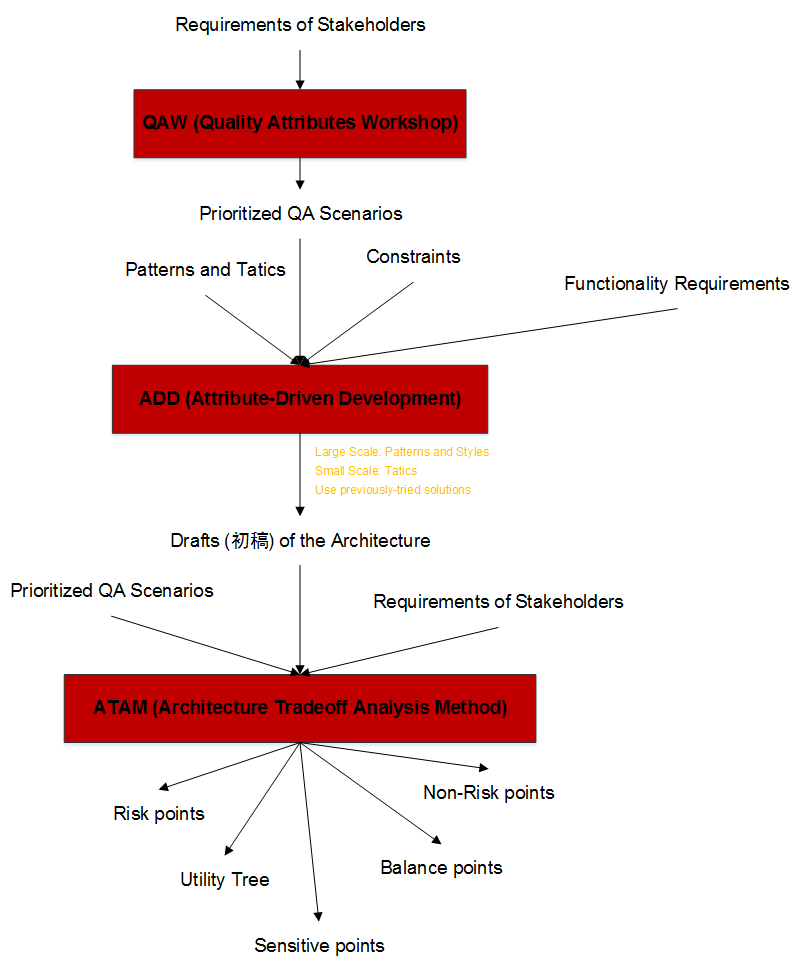 Requirements of Stakeholders
QAW (Quality Attributes Workshop)
Prioritized QA Scenarios
Patterns and Tatics
Constraints
Functionality Requirements
ADD (Attribute-Driven Development)
Large Scale: Patterns and Styles
Small Scale: Tatics
Use previously-tried solutions
Drafts (初稿) of the Architecture
Prioritized QA Scenarios
Requirements of Stakeholders
ATAM (Architecture Tradeoff Analysis Method)
Risk points
Non-Risk points
Utility Tree
Balance points
Sensitive points